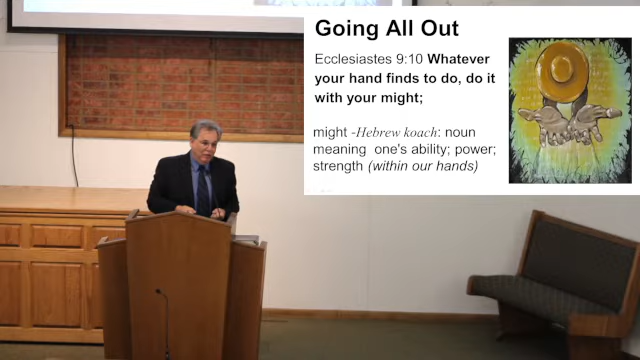 Going All Out
Ecclesiastes 9:10 Whatever
your hand finds to do, do it
with your might;
might -Hebrew koach: noun
meaning one's ability; power;
strength (within our hands)